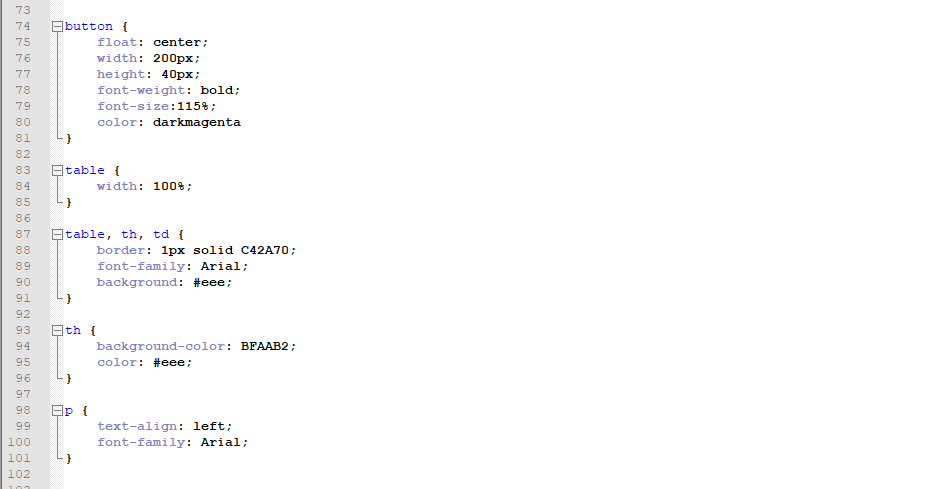 73
74 button {
75 float: center;
76 width: 200px;
77 height: 40px;
78 font-weight: bold;
79 font-size:115%;
80 color: darkmagenta
81 }
82
83 table {
84 width: 100%;
85 }
86
87 table, th, td {
88 border: 1px solid C42A70;
89 font-family: Arial;
90 background: #eee;
91 }
92
93 th {
94 background-color: BFAAB2;
95 color: #eee;
96 }
97
98 p {
99 text-align: left;
100 font-family: Arial;
101 }
102